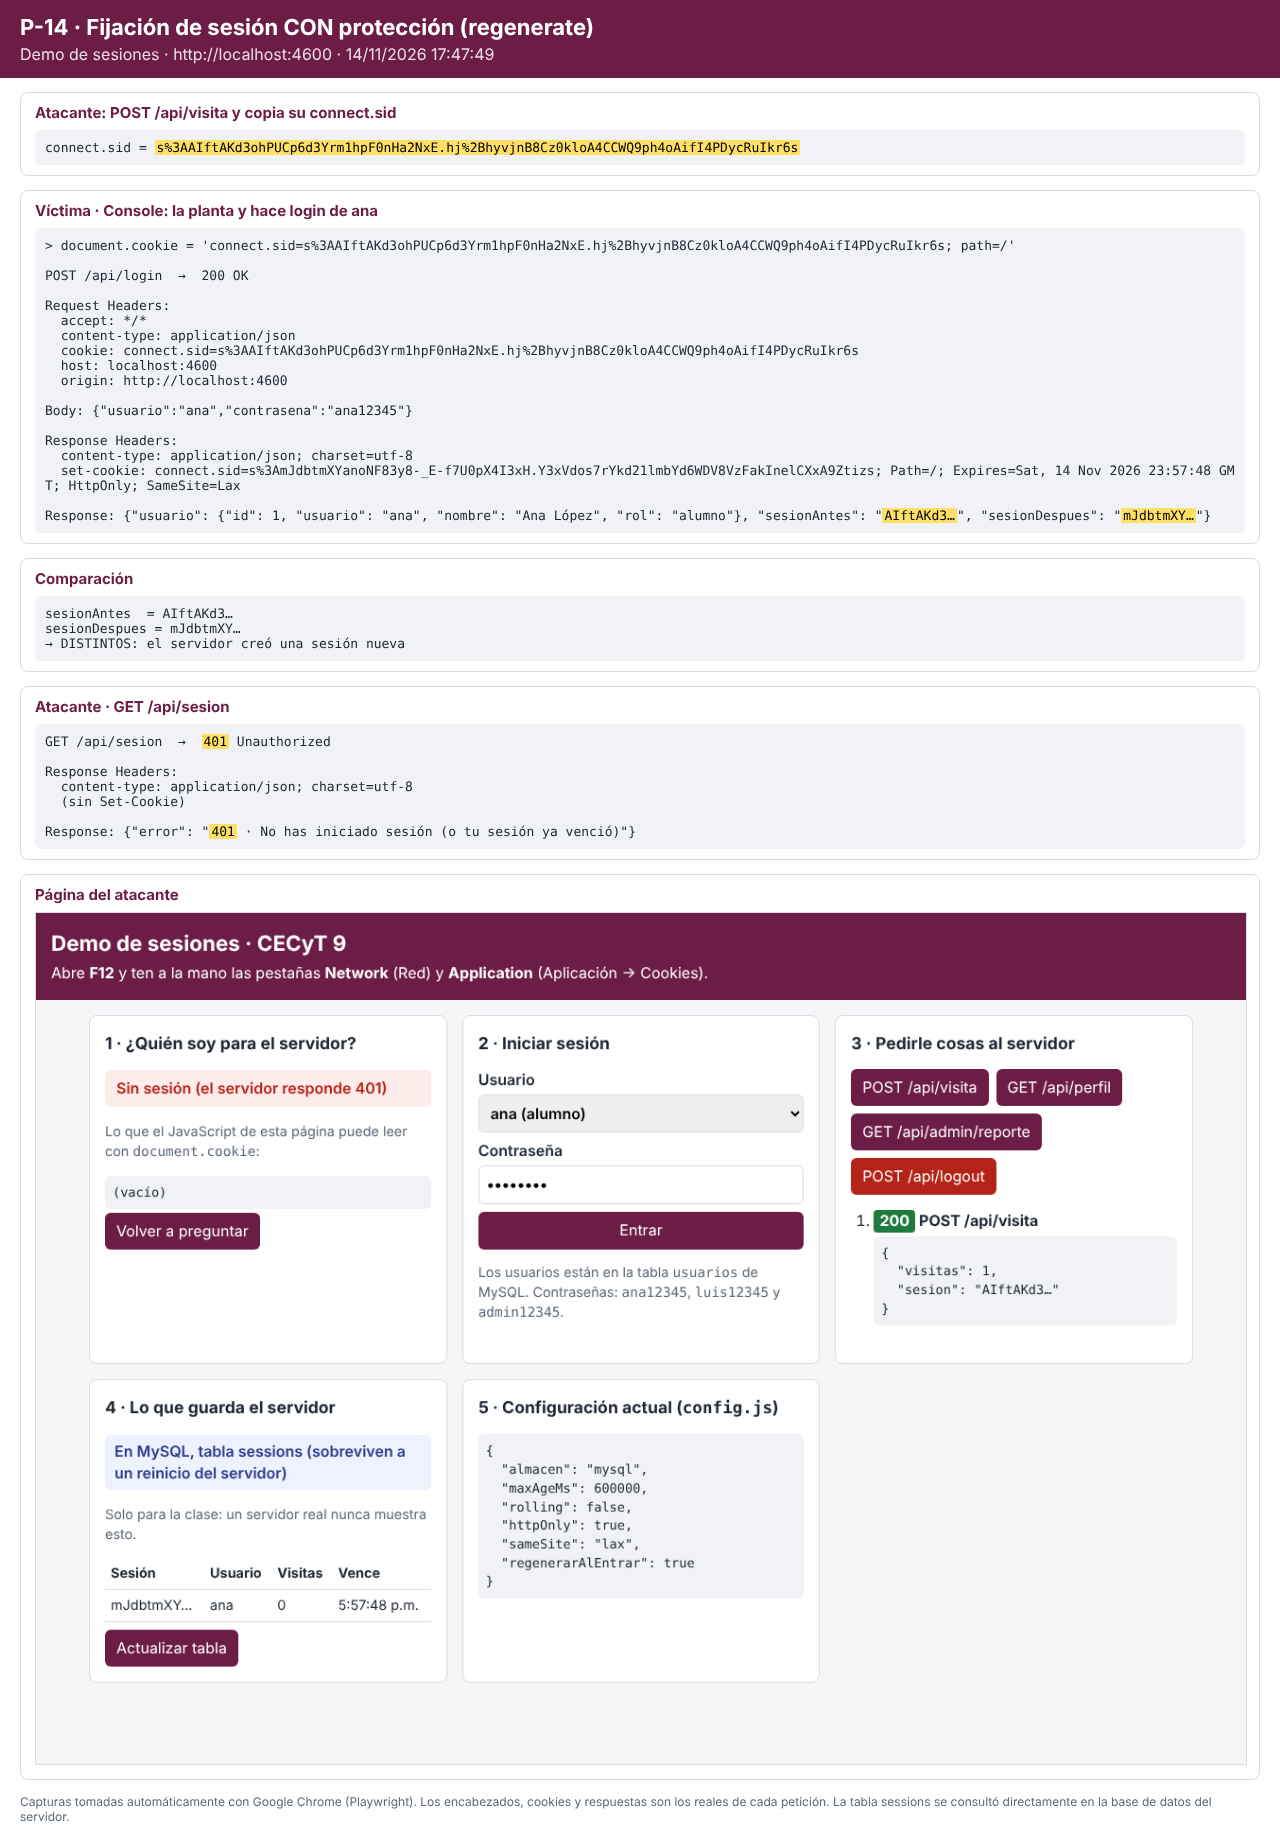 P-14 · Fijación de sesión CON protección (regenerate)
Demo de sesiones · http://localhost:4600 · 14/11/2026 17:47:49
Atacante: POST /api/visita y copia su connect.sid
connect.sid = s%3AAIftAKd3ohPUCp6d3Yrm1hpF0nHa2NxE.hj%2BhyvjnB8Cz0kloA4CCWQ9ph4oAifI4PDycRuIkr6s
Víctima · Console: la planta y hace login de ana
> document.cookie = 'connect.sid=s%3AAIftAKd3ohPUCp6d3Yrm1hpF0nHa2NxE.hj%2BhyvjnB8Cz0kloA4CCWQ9ph4oAifI4PDycRuIkr6s; path=/'
POST /api/login  →  200 OK
Request Headers:
accept: */*
content-type: application/json
cookie: connect.sid=s%3AAIftAKd3ohPUCp6d3Yrm1hpF0nHa2NxE.hj%2BhyvjnB8Cz0kloA4CCWQ9ph4oAifI4PDycRuIkr6s
host: localhost:4600
origin: http://localhost:4600
Body: {"usuario":"ana","contrasena":"ana12345"}
Response Headers:
content-type: application/json; charset=utf-8
set-cookie: connect.sid=s%3AmJdbtmXYanoNF83y8-_E-f7U0pX4I3xH.Y3xVdos7rYkd21lmbYd6WDV8VzFakInelCXxA9Ztizs; Path=/; Expires=Sat, 14 Nov 2026 23:57:48 GM
T; HttpOnly; SameSite=Lax
Response: {"usuario": {"id": 1, "usuario": "ana", "nombre": "Ana López", "rol": "alumno"}, "sesionAntes": "AIftAKd3…", "sesionDespues": "mJdbtmXY…"}
Comparación
sesionAntes  = AIftAKd3…
sesionDespues = mJdbtmXY…
→ DISTINTOS: el servidor creó una sesión nueva
Atacante · GET /api/sesion
GET /api/sesion  →  401 Unauthorized
Response Headers:
content-type: application/json; charset=utf-8
(sin Set-Cookie)
Response: {"error": "401 · No has iniciado sesión (o tu sesión ya venció)"}
Página del atacante
Demo de sesiones · CECyT 9
Abre F12 y ten a la mano las pestañas Network (Red) y Application (Aplicación → Cookies).
1 · ¿Quién soy para el servidor?
Sin sesión (el servidor responde 401)
Lo que el JavaScript de esta página puede leer
con document.cookie:
(vacío)
Volver a preguntar
2 · Iniciar sesión
Usuario
ana (alumno)
Contraseña
••••••••
Entrar
Los usuarios están en la tabla usuarios de
MySQL. Contraseñas: ana12345, luis12345 y
admin12345.
3 · Pedirle cosas al servidor
POST /api/visita
GET /api/perfil
GET /api/admin/reporte
POST /api/logout
1. 200 POST /api/visita
{
"visitas": 1,
"sesion": "AIftAKd3…"
}
4 · Lo que guarda el servidor
En MySQL, tabla sessions (sobreviven a
un reinicio del servidor)
Solo para la clase: un servidor real nunca muestra
esto.
Sesión Usuario Visitas Vence
mJdbtmXY… ana 0 5:57:48 p.m.
Actualizar tabla
5 · Configuración actual (config.js)
{
"almacen": "mysql",
"maxAgeMs": 600000,
"rolling": false,
"httpOnly": true,
"sameSite": "lax",
"regenerarAlEntrar": true
}
Capturas tomadas automáticamente con Google Chrome (Playwright). Los encabezados, cookies y respuestas son los reales de cada petición. La tabla sessions se consultó directamente en la base de datos del
servidor.